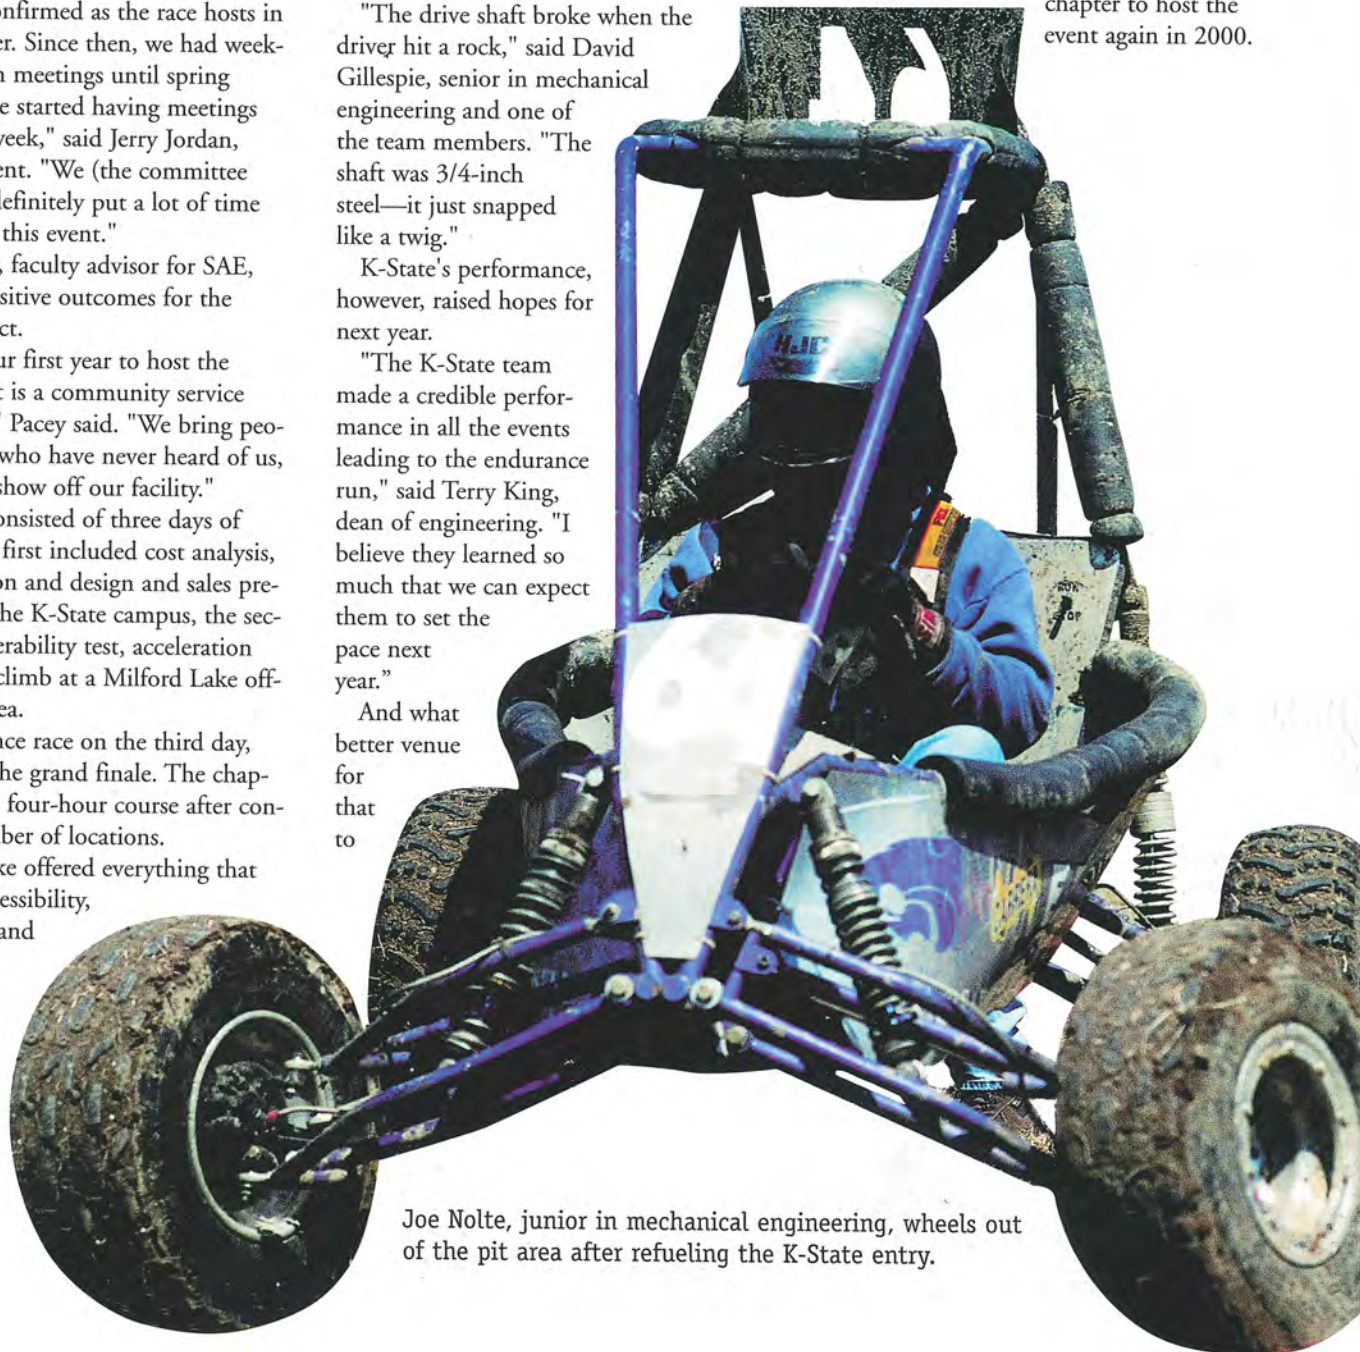 onfirmed as the race hosts in
er. Since then, we had week-
n meetings until spring
e started having meetings
week," said Jerry Jordan,
ent. "We (the committee
definitely put a lot of time
this event."
, faculty advisor for SAE,
sitive outcomes for the
ct.
ur first year to host the
t is a community service
" Pacey said. "We bring peo-
who have never heard of us,
show off our facility."
onsisted of three days of
first included cost analysis,
on and design and sales pre-
he K-State campus, the sec-
erability test, acceleration
climb at a Milford Lake off-
ea.
nce race on the third day,
he grand finale. The chap-
four-hour course after con-
ber of locations.
ke offered everything that
essibility,
and
"The drive shaft broke when the
driver hit a rock," said David
Gillespie, senior in mechanical
engineering and one of
the team members. "The
shaft was 3/4-inch
steel—it just snapped
like a twig."
K-State's performance,
however, raised hopes for
next year.
"The K-State team
made a credible perfor-
mance in all the events
leading to the endurance
run," said Terry King,
dean of engineering. "I
believe they learned so
much that we can expect
them to set the
pace next
year.”
And what
better venue
for
that
to
chapter to host the
event again in 2000.
HJC
RUN
STOP
Joe Nolte, junior in mechanical engineering, wheels out
of the pit area after refueling the K-State entry.